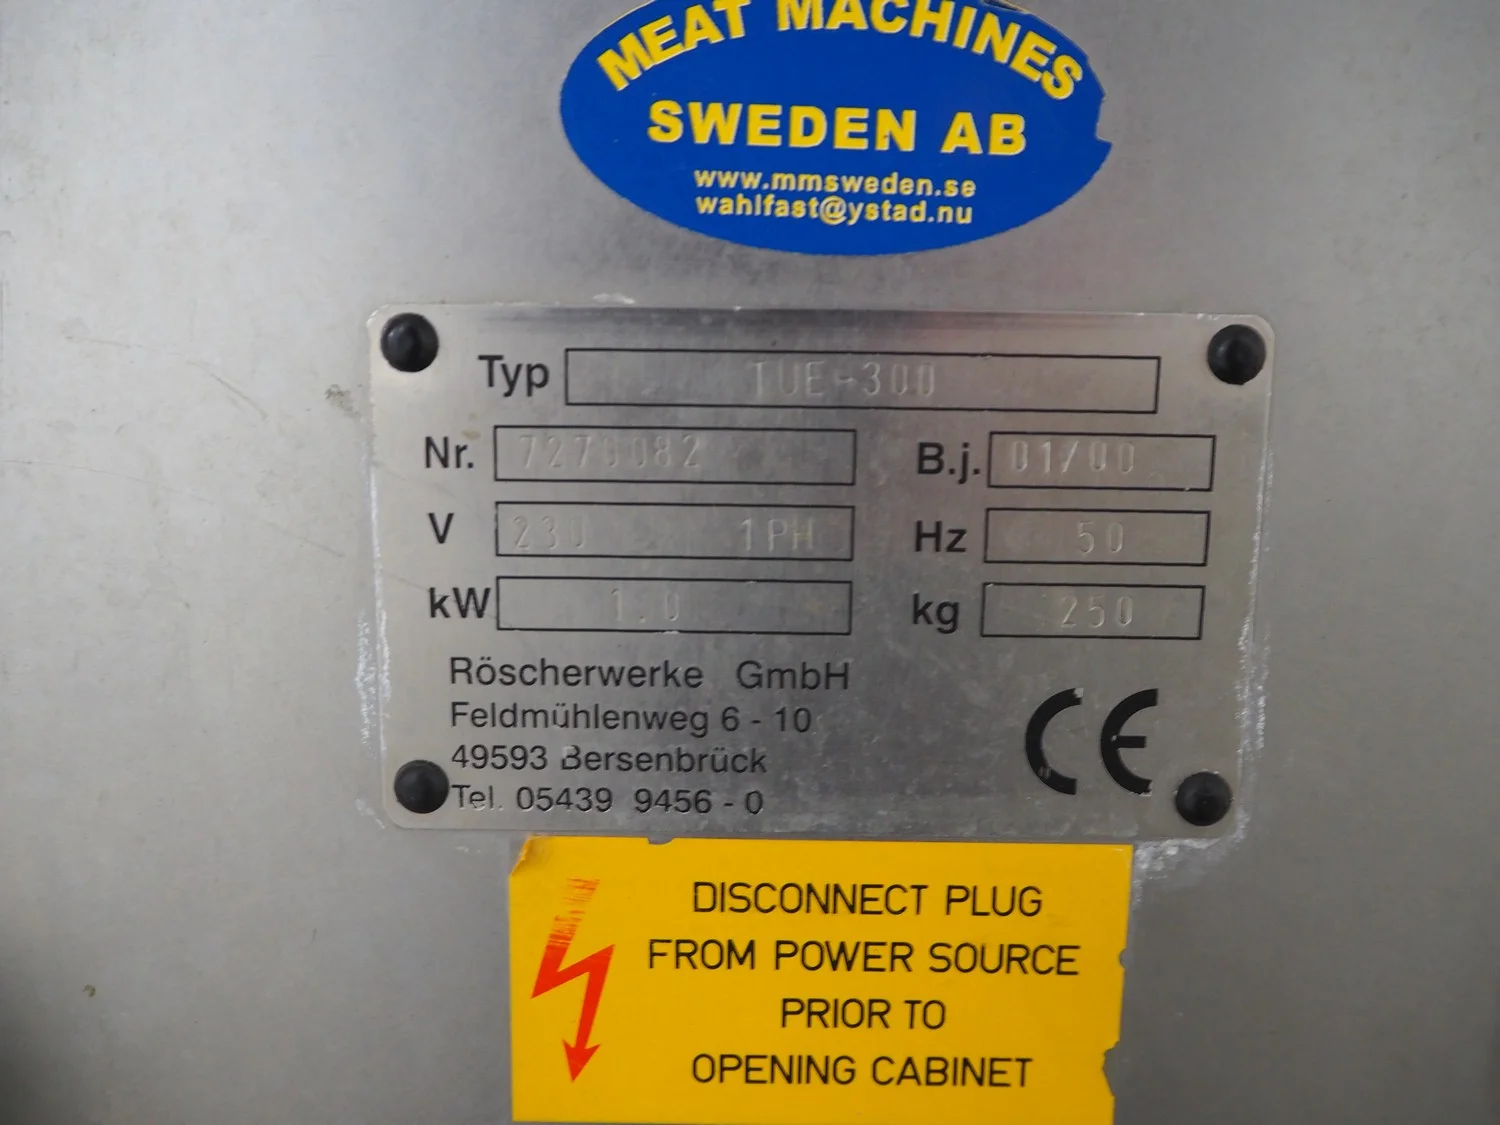 MEAT MACHINES
SWEDEN AB
www.mmsweden.se
wahlfast@ystad.nu
Typ TUE-300
Nr. 7270082 B.j. 01/00
V 230 1PH Hz 50
kW 1.0 kg 250
Röscherwerke GmbH
Feldmühlenweg 6 - 10
49593 Bersenbrück
Tel. 05439 9456 - 0
CE
DISCONNECT PLUG
FROM POWER SOURCE
PRIOR TO
OPENING CABINET